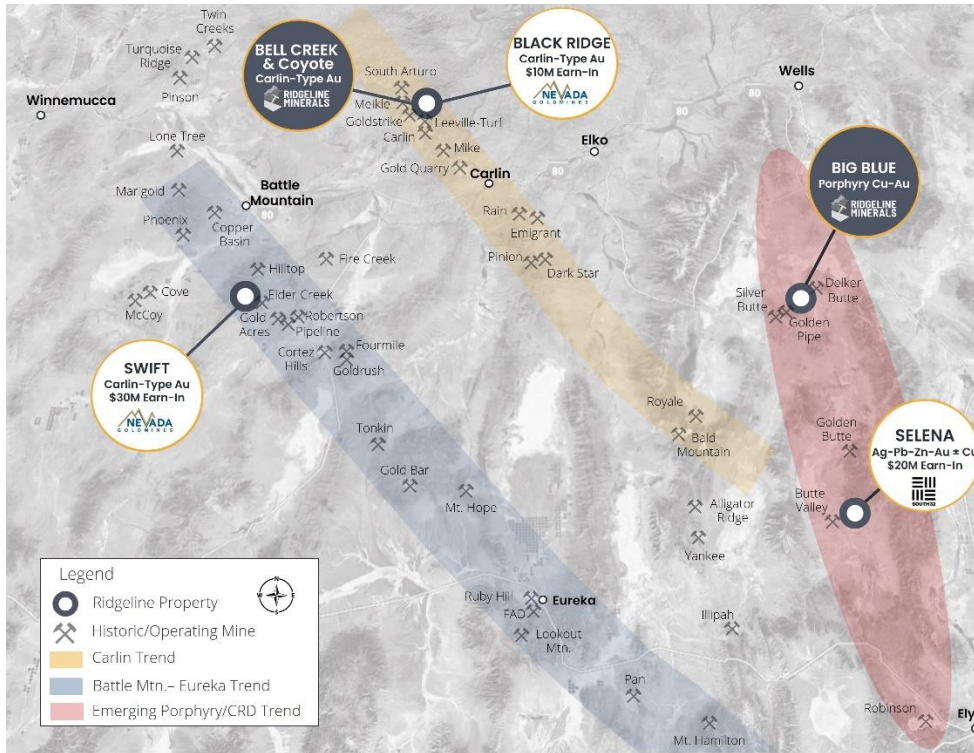 Twin
Creeks
Turquoise
Ridge
Pinson
Winnemucca
Lone Tree
BELL CREEK
& Coyote
Carlin-Type Au
RIDGELINE
MINERALS
BLACK RIDGE
Carlin-Type Au
$10M Earn-In
NEVADA
GOLDMINES
South Arturo
Meikle
Goldstrike
Leeville-Turf
Carlin
Mike
Gold Quarry
Carlin
Elko
80
80
80
Wells
BIG BLUE
Porphyry Cu-Au
RIDGELINE
MINERALS
Marigold
Battle
Mountain
Phoenix
Copper
Basin
Rain
Emigrant
Pinion
Dark Star
Fire Creek
Hilltop
Cove
McCoy
Elder Creek
Gold
Acres
Robertson
Pipeline
Cortez
Hills
Fourmile
Goldrush
Silver
Butte
Delker
Butte
Golden
Pipe
SWIFT
Carlin-Type Au
$30M Earn-In
NEVADA
GOLDMINES
Royale
Bald
Mountain
Tonkin
Gold Bar
Mt. Hope
Golden
Butte
SELENA
Ag-Pb-Zn-Au ± Cu
$20M Earn-In
SOUTH32
Butte
Valley
Alligator
Ridge
Yankee
Ruby Hill
Eureka
FAD
Lookout
Mtn.
Illipah
Pan
Mt. Hamilton
Robinson
Ely
Legend
N
W
E
S
Ridgeline Property
Historic/Operating Mine
Carlin Trend
Battle Mtn.– Eureka Trend
Emerging Porphyry/CRD Trend